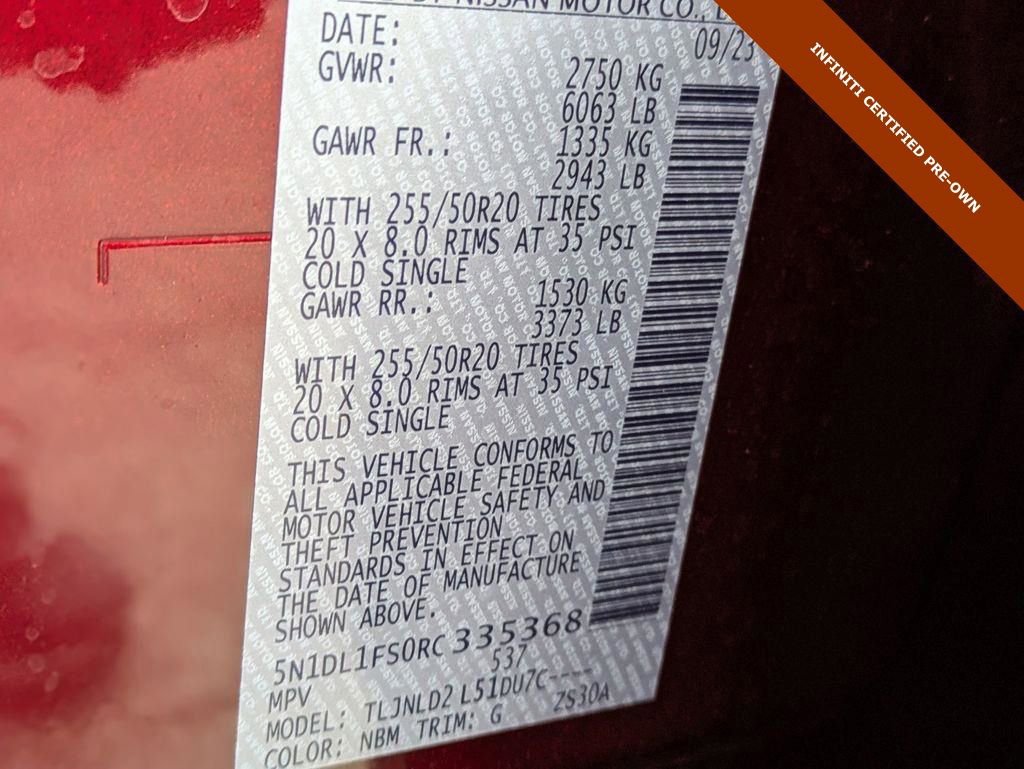 BY NISSAN MOTOR CO.,
DATE: 09/23
GVWR: 2750 KG
6063 LB
GAWR FR.: 1335 KG
2943 LB
WITH 255/50R20 TIRES
20 X 8.0 RIMS AT 35 PSI
COLD SINGLE
GAWR RR.: 1530 KG
3373 LB
WITH 255/50R20 TIRES
20 X 8.0 RIMS AT 35 PSI
COLD SINGLE
THIS VEHICLE CONFORMS TO
ALL APPLICABLE FEDERAL
MOTOR VEHICLE SAFETY AND
THEFT PREVENTION
STANDARDS IN EFFECT ON
THE DATE OF MANUFACTURE
SHOWN ABOVE.
5N1DL1FS0RC335368
MPV 537
MODEL: TLJNLD2 L51DU7C----
COLOR: NBM TRIM: G ZS30A
INFINITI CERTIFIED PRE-OWN